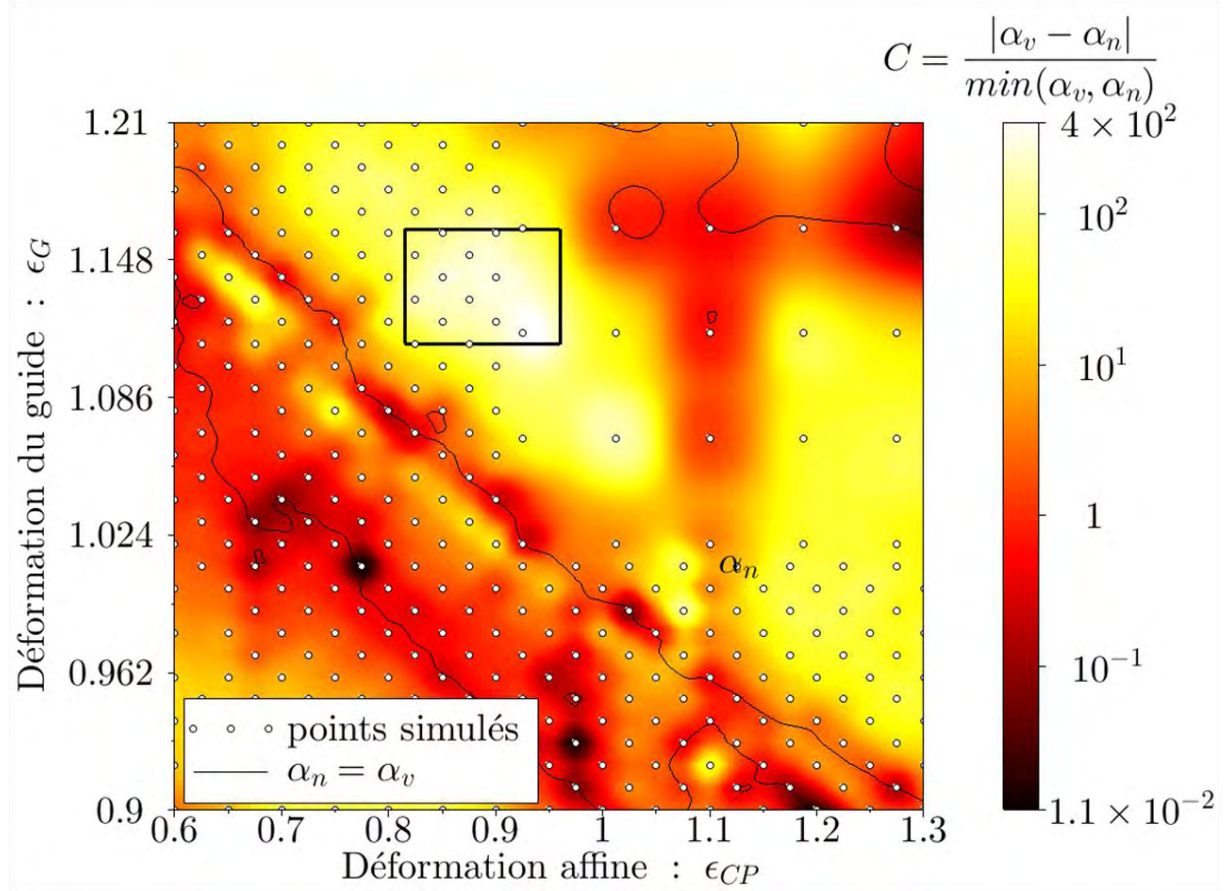 C = |α_v − α_n| / min(α_v, α_n)
4 × 10^2
10^2
10^1
1
10^−1
1.1 × 10^−2
Déformation du guide : ϵ_G
1.21
1.148
1.086
1.024
0.962
0.9
α_n
points simulés
α_n = α_v
0.6 0.7 0.8 0.9 1 1.1 1.2 1.3
Déformation affine : ϵ_CP